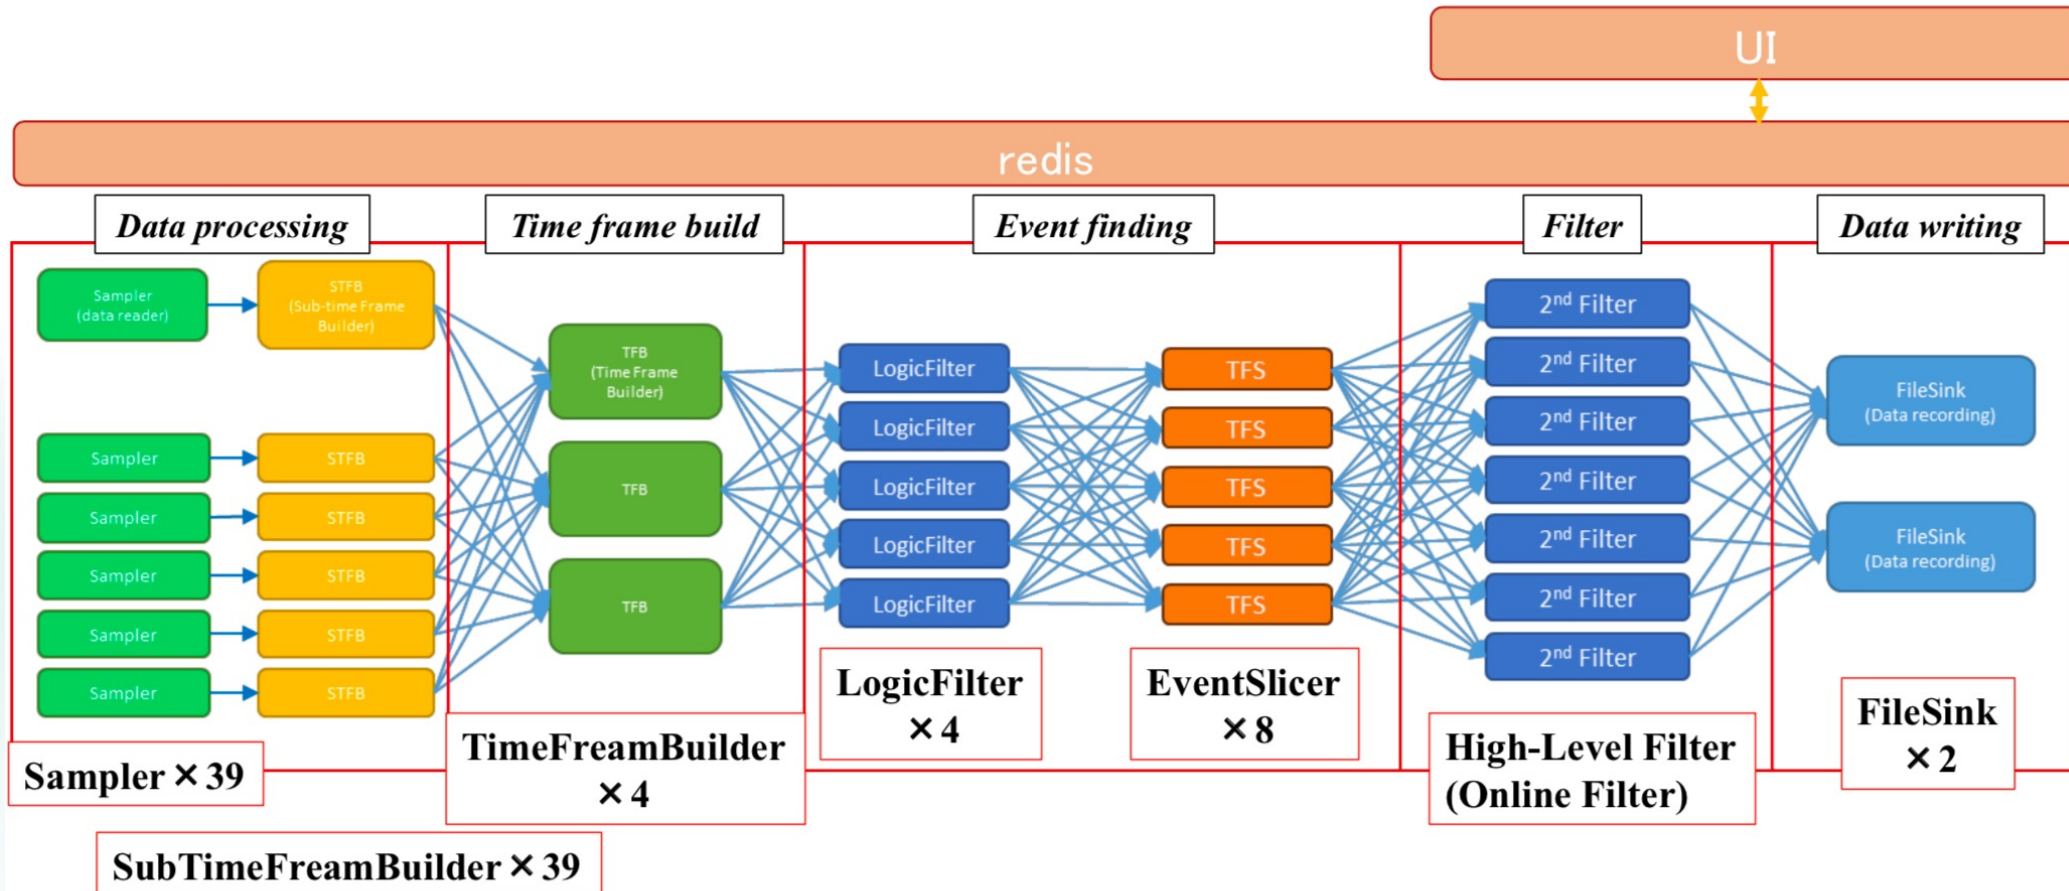 UI
redis
Data processing
Time frame build
Event finding
Filter
Data writing
Sampler
(data reader)
STFB
(Sub-time Frame
Builder)
Sampler
STFB
Sampler
STFB
Sampler
STFB
Sampler
STFB
Sampler
STFB
TFB
(Time Frame
Builder)
TFB
TFB
LogicFilter
LogicFilter
LogicFilter
LogicFilter
LogicFilter
TFS
TFS
TFS
TFS
TFS
2nd Filter
2nd Filter
2nd Filter
2nd Filter
2nd Filter
2nd Filter
2nd Filter
FileSink
(Data recording)
FileSink
(Data recording)
Sampler×39
SubTimeFreamBuilder×39
TimeFreamBuilder
×4
LogicFilter
×4
EventSlicer
×8
High-Level Filter
(Online Filter)
FileSink
×2